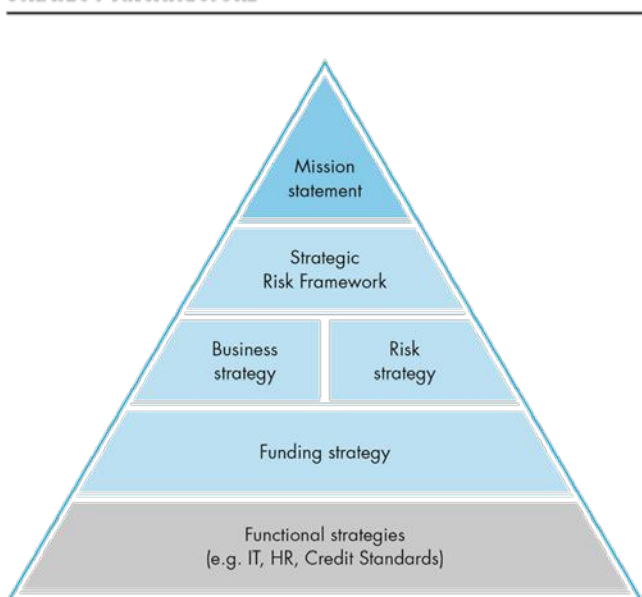 Mission
statement
Strategic
Risk Framework
Business
strategy
Risk
strategy
Funding strategy
Functional strategies
(e.g. IT, HR, Credit Standards)